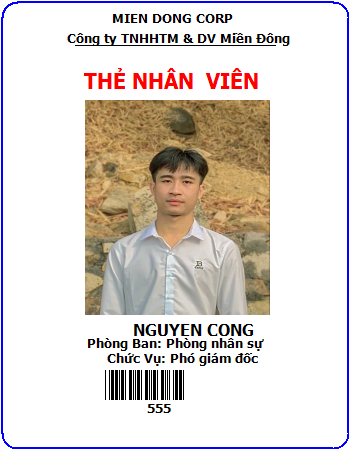 MIEN DONG CORP
Công ty TNHHTM & DV Miền Đông
THẺ NHÂN VIÊN
NGUYEN CONG
Phòng Ban: Phòng nhân sự
Chức Vụ: Phó giám đốc
555